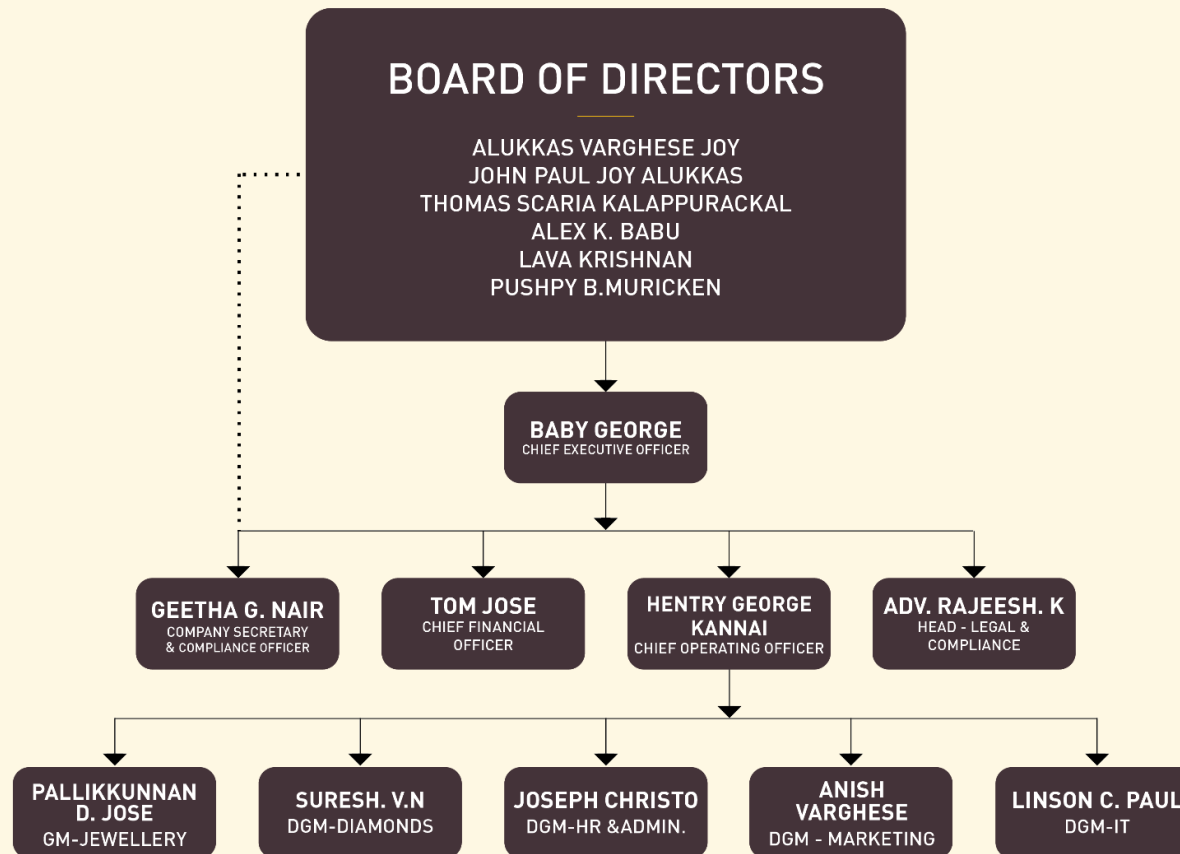 BOARD OF DIRECTORS
ALUKKAS VARGHESE JOY
JOHN PAUL JOY ALUKKAS
THOMAS SCARIA KALAPPURACKAL
ALEX K. BABU
LAVA KRISHNAN
PUSHPY B.MURICKEN
BABY GEORGE
CHIEF EXECUTIVE OFFICER
GEETHA G. NAIR
COMPANY SECRETARY
& COMPLIANCE OFFICER
TOM JOSE
CHIEF FINANCIAL
OFFICER
HENTRY GEORGE
KANNAI
CHIEF OPERATING OFFICER
ADV. RAJEESH. K
HEAD - LEGAL &
COMPLIANCE
PALLIKKUNNAN
D. JOSE
GM-JEWELLERY
SURESH. V.N
DGM-DIAMONDS
JOSEPH CHRISTO
DGM-HR &ADMIN.
ANISH
VARGHESE
DGM - MARKETING
LINSON C. PAUL
DGM-IT